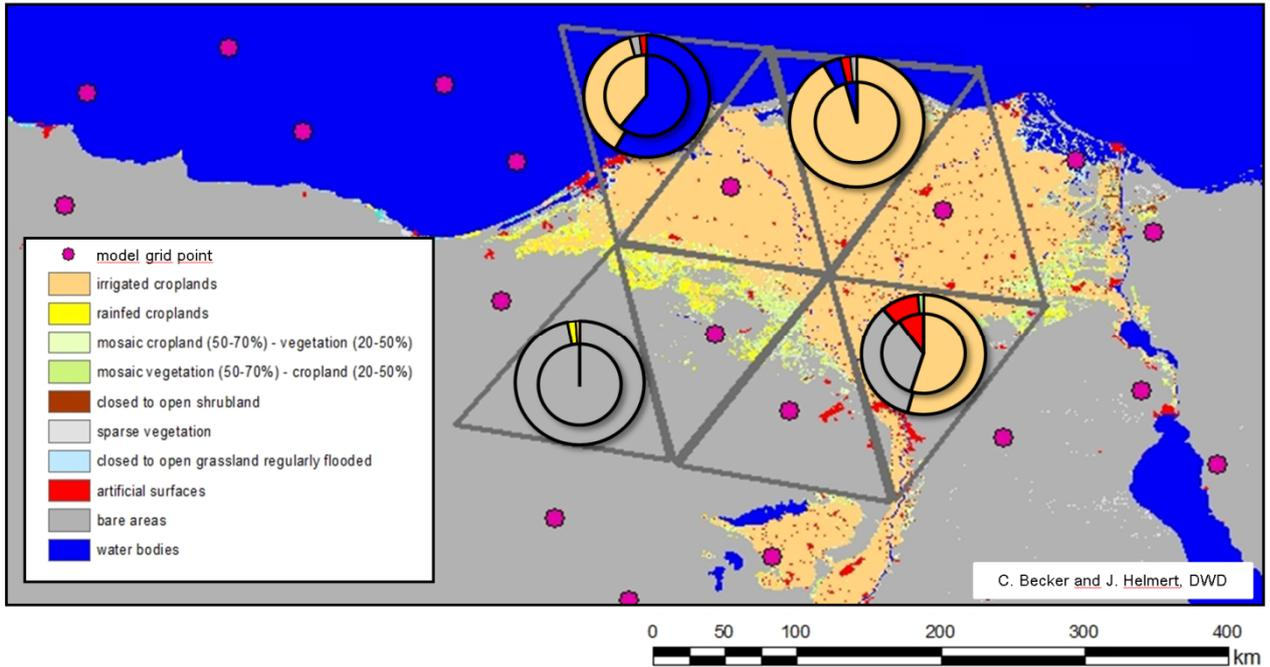 model grid point
irrigated croplands
rainfed croplands
mosaic cropland (50-70%) - vegetation (20-50%)
mosaic vegetation (50-70%) - cropland (20-50%)
closed to open shrubland
sparse vegetation
closed to open grassland regularly flooded
artificial surfaces
bare areas
water bodies
C. Becker and J. Helmert, DWD
0 50 100 200 300 400
km